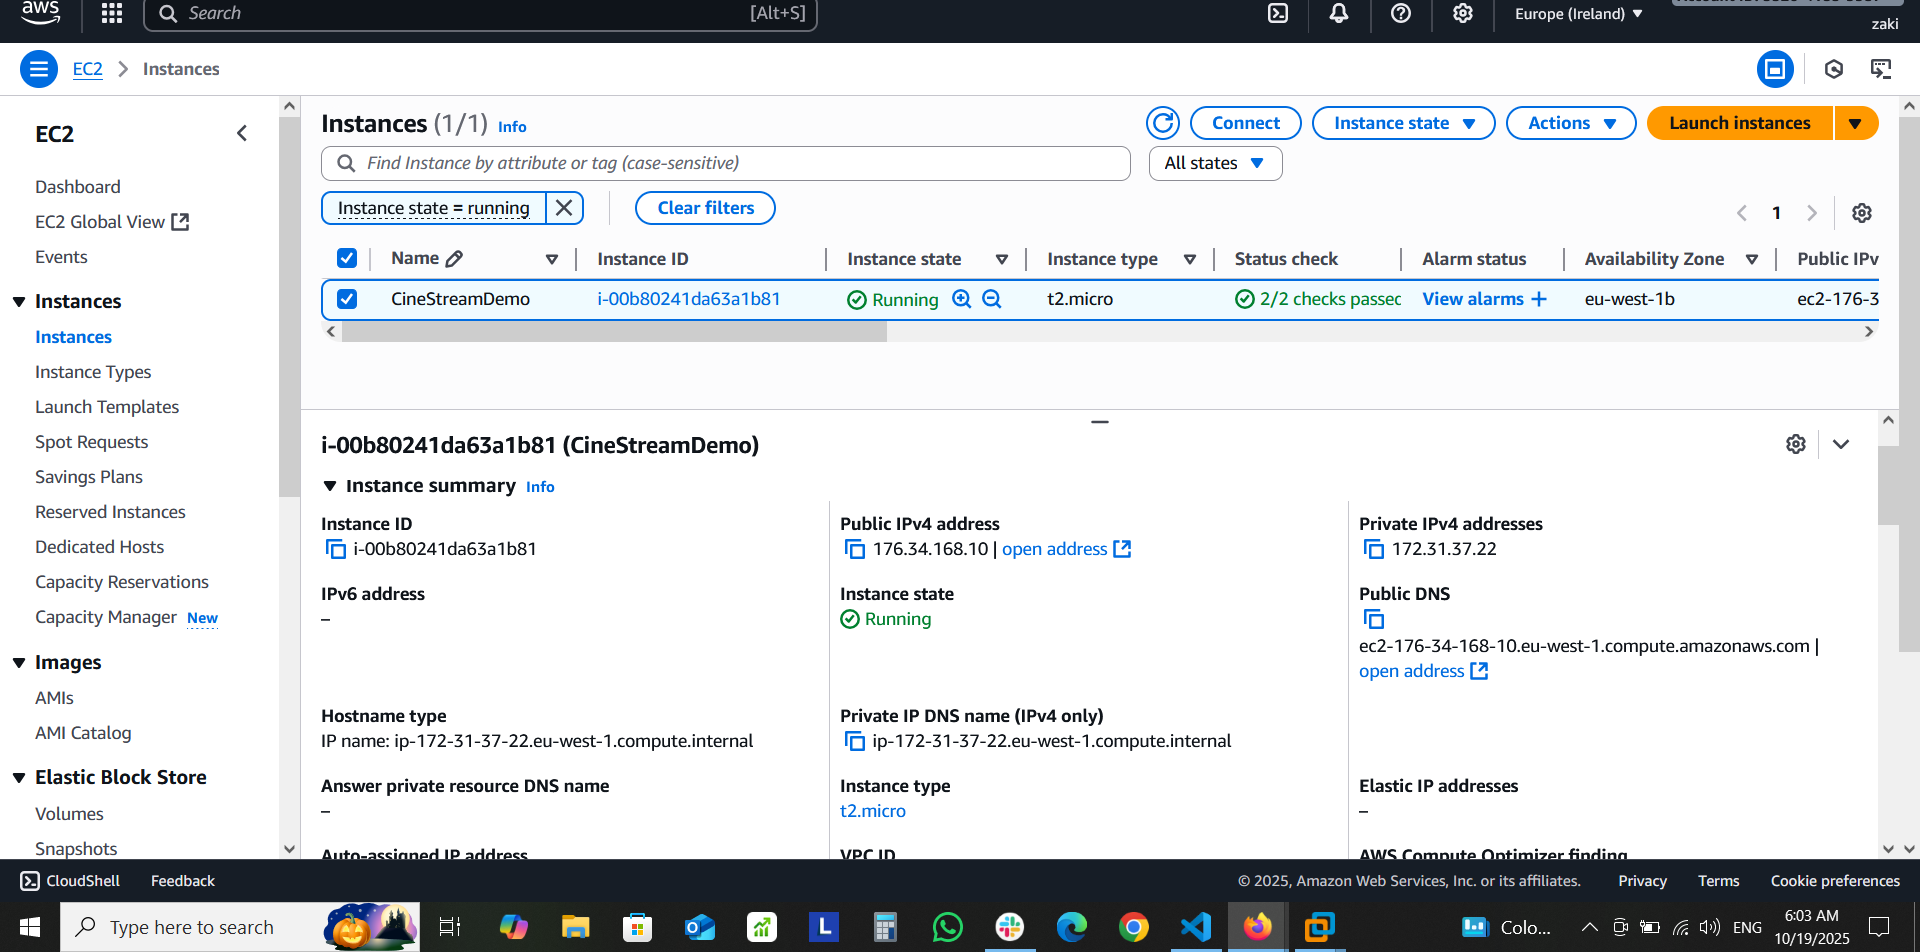 aws
Search
[Alt+S]
Europe (Ireland)
zaki
EC2
Instances
EC2
Dashboard
EC2 Global View
Events
Instances
Instances
Instance Types
Launch Templates
Spot Requests
Savings Plans
Reserved Instances
Dedicated Hosts
Capacity Reservations
Capacity Manager New
Images
AMIs
AMI Catalog
Elastic Block Store
Volumes
Snapshots
Instances (1/1) Info
Connect
Instance state
Actions
Launch instances
Find Instance by attribute or tag (case-sensitive)
All states
Instance state = running
Clear filters
1
Name
Instance ID
Instance state
Instance type
Status check
Alarm status
Availability Zone
Public IPv
CineStreamDemo
i-00b80241da63a1b81
Running
t2.micro
2/2 checks passec
View alarms +
eu-west-1b
ec2-176-3
i-00b80241da63a1b81 (CineStreamDemo)
Instance summary Info
Instance ID
i-00b80241da63a1b81
Public IPv4 address
176.34.168.10 | open address
Private IPv4 addresses
172.31.37.22
IPv6 address
–
Instance state
Running
Public DNS
ec2-176-34-168-10.eu-west-1.compute.amazonaws.com |
open address
Hostname type
IP name: ip-172-31-37-22.eu-west-1.compute.internal
Private IP DNS name (IPv4 only)
ip-172-31-37-22.eu-west-1.compute.internal
Answer private resource DNS name
–
Instance type
t2.micro
Elastic IP addresses
–
Auto-assigned IP address
VPC ID
AWS Compute Optimizer finding
CloudShell
Feedback
© 2025, Amazon Web Services, Inc. or its affiliates.
Privacy
Terms
Cookie preferences
Type here to search
Colo...
ENG
6:03 AM
10/19/2025